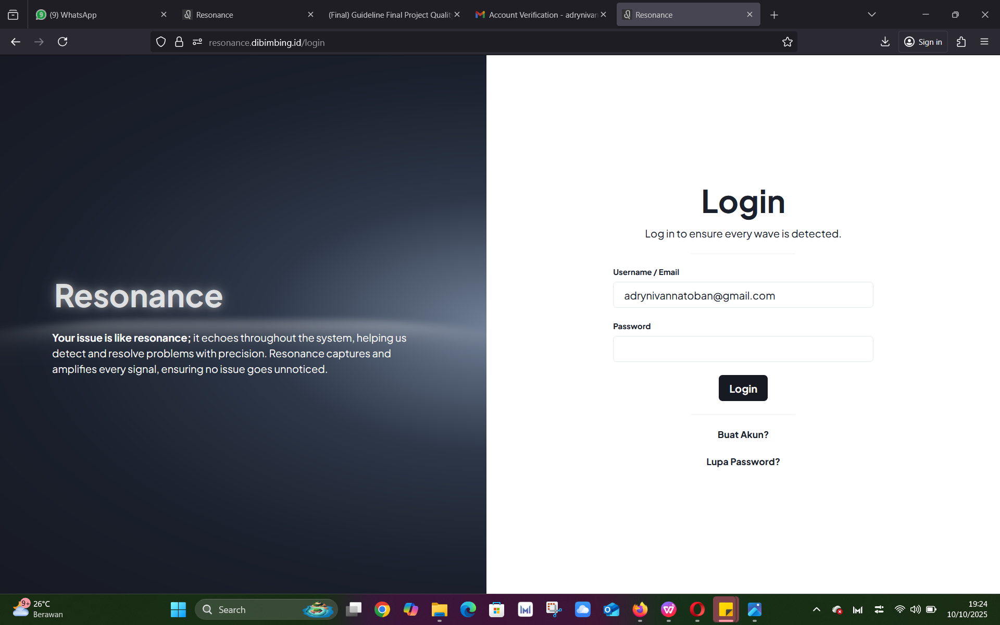 (9) WhatsApp
Resonance
(Final) Guideline Final Project Qualit
Account Verification - adrynivan
Resonance
resonance.dibimbing.id/login
Sign in
Resonance
Your issue is like resonance; it echoes throughout the system, helping us
detect and resolve problems with precision. Resonance captures and
amplifies every signal, ensuring no issue goes unnoticed.
Login
Log in to ensure every wave is detected.
Username / Email
adrynivannatoban@gmail.com
Password
Login
Buat Akun?
Lupa Password?
9+
26°C
Berawan
Search
19:24
10/10/2025